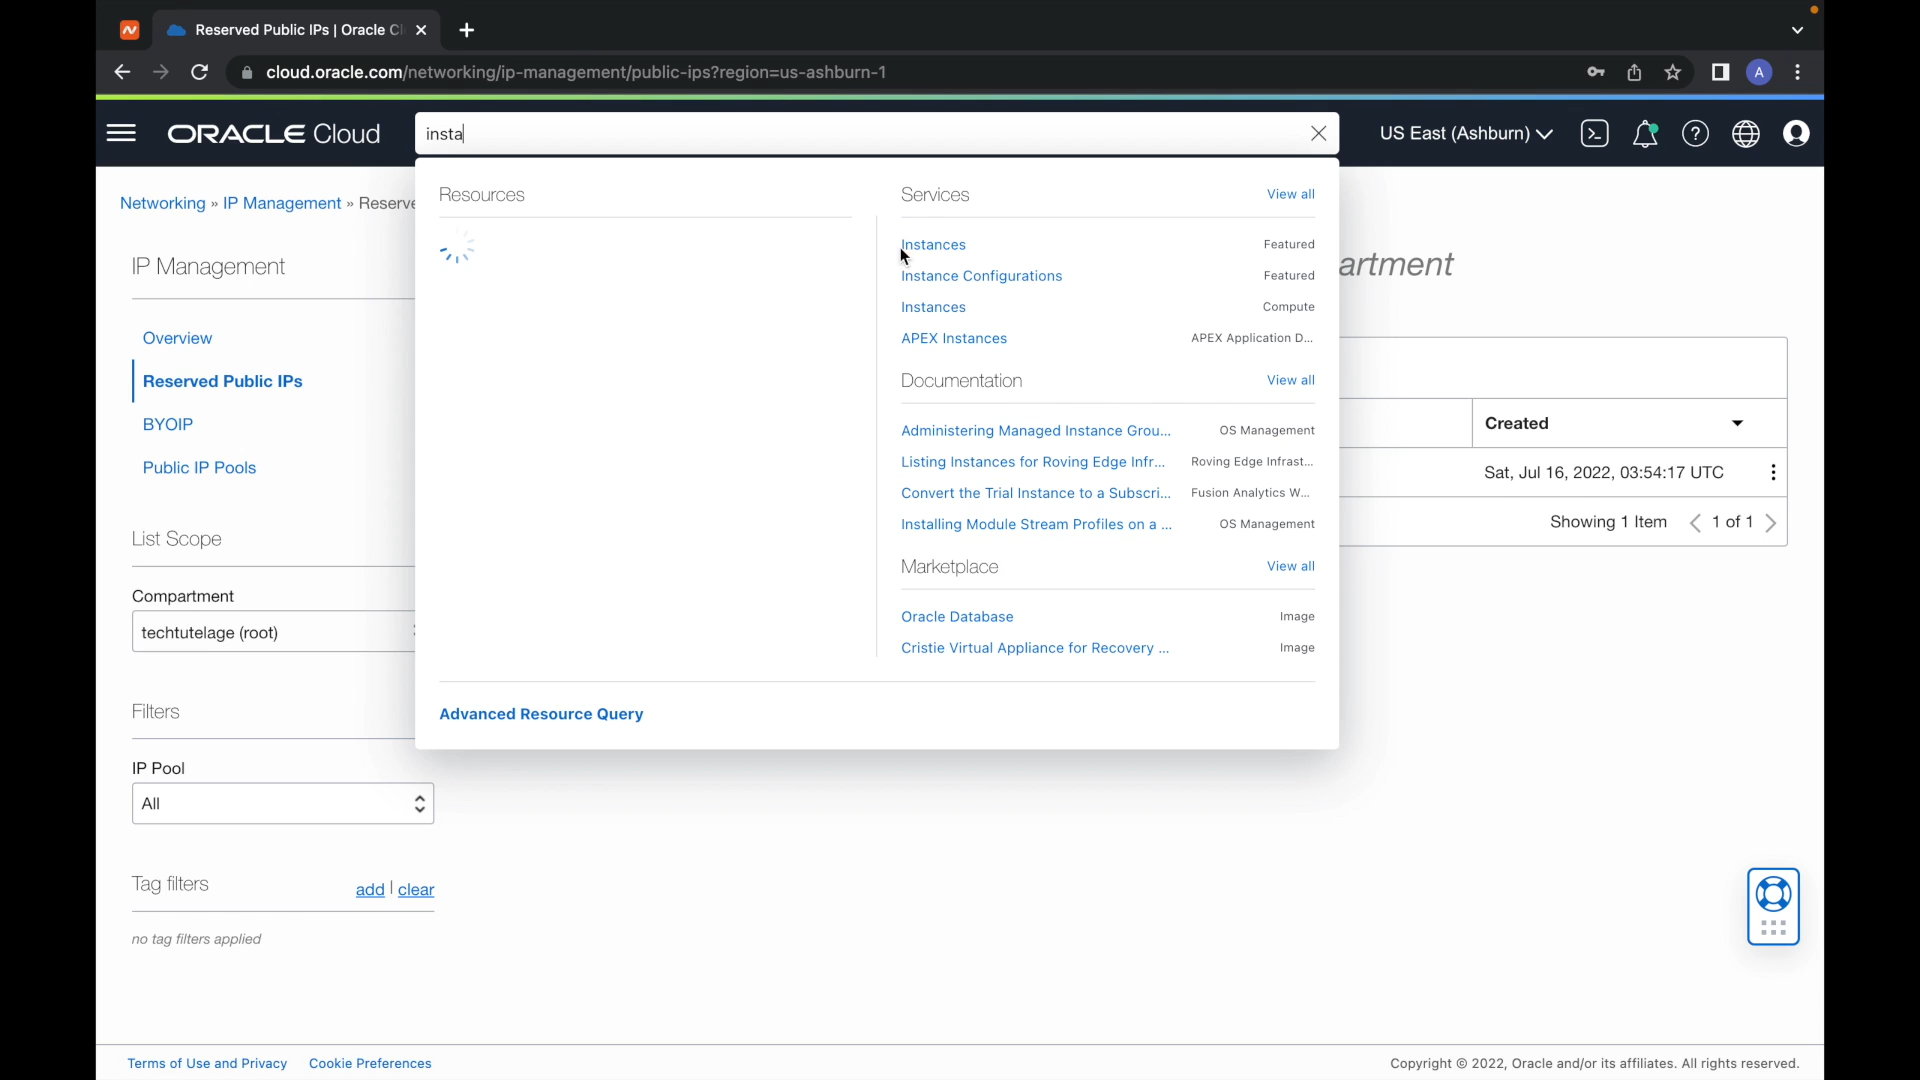 Reserved Public IPs | Oracle Cl
cloud.oracle.com/networking/ip-management/public-ips?region=us-ashburn-1
A
ORACLE Cloud
insta
US East (Ashburn)
Networking » IP Management » Reserve
Resources
Services
View all
Instances
Featured
Instance Configurations
Featured
Instances
Compute
APEX Instances
APEX Application D...
Documentation
View all
Administering Managed Instance Grou...
OS Management
Listing Instances for Roving Edge Infr...
Roving Edge Infrast...
Convert the Trial Instance to a Subscri...
Fusion Analytics W...
Installing Module Stream Profiles on a ...
OS Management
Marketplace
View all
Oracle Database
Image
Cristie Virtual Appliance for Recovery ...
Image
Advanced Resource Query
IP Management
Overview
Reserved Public IPs
BYOIP
Public IP Pools
List Scope
Compartment
techtutelage (root)
Filters
IP Pool
All
Tag filters
add | clear
no tag filters applied
artment
Created
Sat, Jul 16, 2022, 03:54:17 UTC
Showing 1 Item
1 of 1
Terms of Use and Privacy
Cookie Preferences
Copyright © 2022, Oracle and/or its affiliates. All rights reserved.